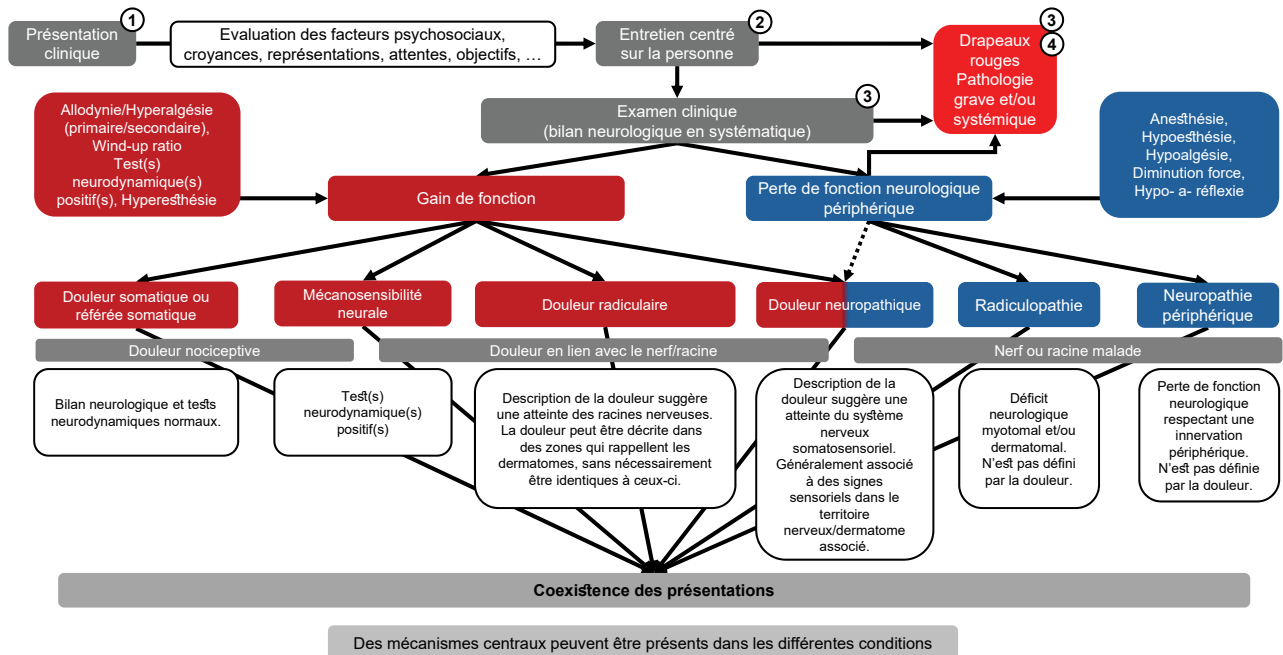 1
Présentation
clinique
Evaluation des facteurs psychosociaux,
croyances, représentations, attentes, objectifs, …
2
Entretien centré
sur la personne
3
4
Drapeaux
rouges
Pathologie
grave et/ou
systémique
3
Examen clinique
(bilan neurologique en systématique)
Allodynie/Hyperalgésie
(primaire/secondaire),
Wind-up ratio
Test(s)
neurodynamique(s)
positif(s), Hyperesthésie
Anesthésie,
Hypoesthésie,
Hypoalgésie,
Diminution force,
Hypo- a- réflexie
Gain de fonction
Perte de fonction neurologique
périphérique
Douleur somatique ou
référée somatique
Mécanosensibilité
neurale
Douleur radiculaire
Douleur neuropathique
Radiculopathie
Neuropathie
périphérique
Douleur nociceptive
Douleur en lien avec le nerf/racine
Nerf ou racine malade
Bilan neurologique et tests
neurodynamiques normaux.
Test(s)
neurodynamique(s)
positif(s)
Description de la douleur suggère
une atteinte des racines nerveuses.
La douleur peut être décrite dans
des zones qui rappellent les
dermatomes, sans nécessairement
être identiques à ceux-ci.
Description de la
douleur suggère une
atteinte du système
nerveux
somatosensoriel.
Généralement associé
à des signes
sensoriels dans le
territoire
nerveux/dermatome
associé.
Déficit
neurologique
myotomal et/ou
dermatomal.
N'est pas défini
par la douleur.
Perte de fonction
neurologique
respectant une
innervation
périphérique.
N'est pas définie
par la douleur.
Coexistence des présentations
Des mécanismes centraux peuvent être présents dans les différentes conditions